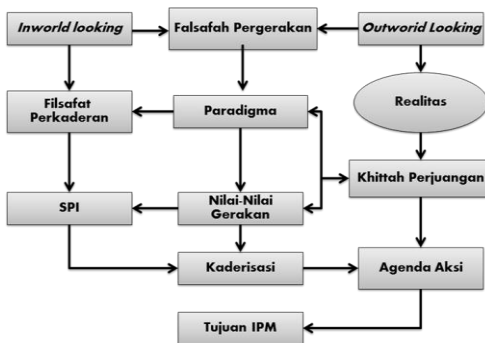 Inworld looking
Falsafah Pergerakan
Outworld Looking
Filsafat
Perkaderan
Paradigma
Realitas
Khittah Perjuangan
SPI
Nilai-Nilai
Gerakan
Kaderisasi
Agenda Aksi
Tujuan IPM